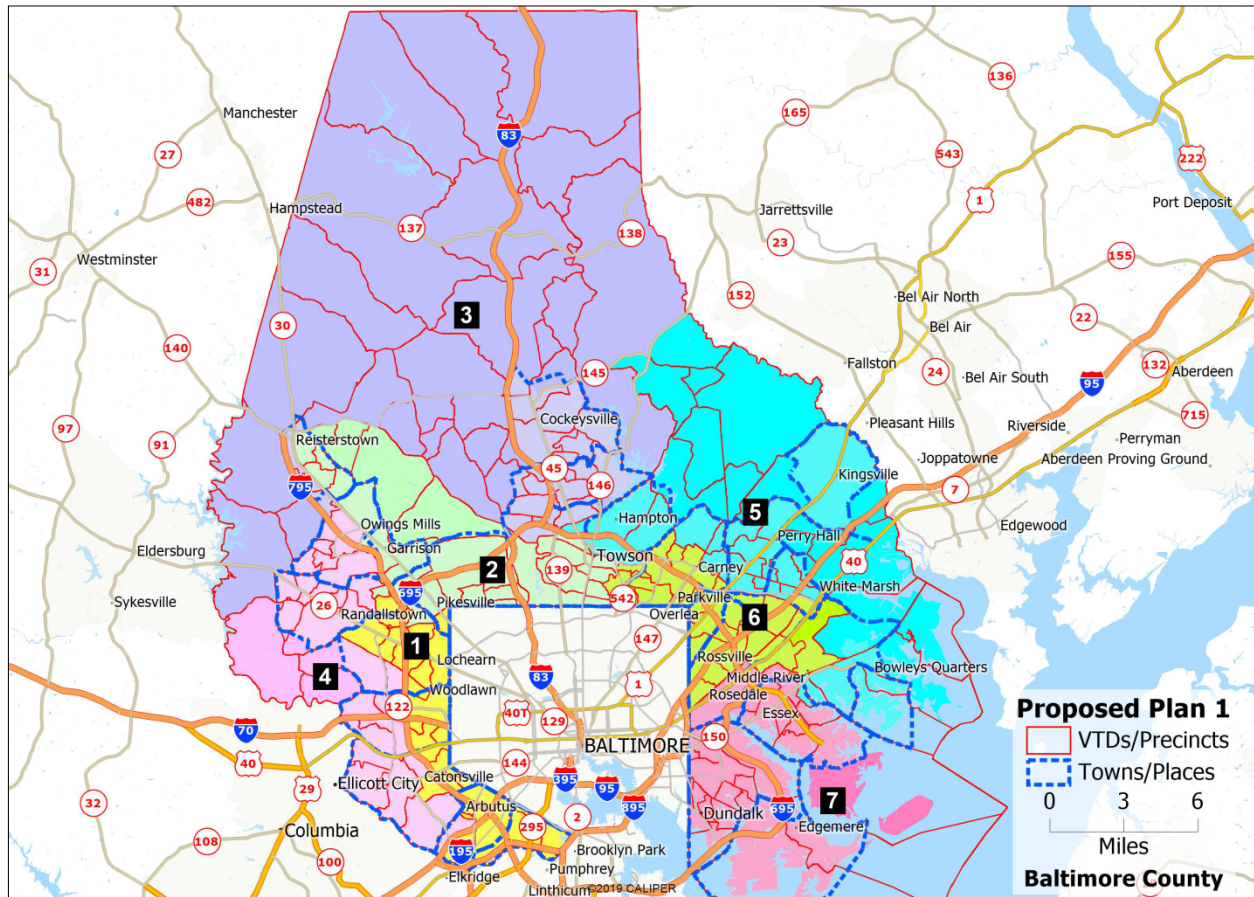 136
165
83
543
Manchester
222
27
1
482
Hampstead
137
138
Jarrettsville
Port Deposit
23
Westminster
31
155
152
Bel Air North
3
30
22
Bel Air
140
145
Fallston
24
132
Aberdeen
Bel Air South
95
Cockeysville
715
97
Reisterstown
Pleasant Hills
Riverside
91
Perryman
45
Joppatowne
Aberdeen Proving Ground
795
146
Kingsville
7
Hampton
5
Owings Mills
Edgewood
Perry Hall
Eldersburg
Garrison
Towson
2
139
Carney
40
695
White Marsh
Sykesville
26
Pikesville
542
Parkville
Randallstown
Overlea
6
1
147
Lochearn
Rossville
4
Bowleys Quarters
83
Middle River
Woodlawn
1
Rosedale
122
40T
129
Essex
70
150
BALTIMORE
40
144
Ellicott City
Catonsville
395
29
95
32
Arbutus
895
Dundalk
695
7
295
2
Columbia
Edgemere
108
195
Brooklyn Park
100
Pumphrey
Elkridge
Linthicum
©2019 CALIPER
Proposed Plan 1
VTDs/Precincts
Towns/Places
0 3 6
Miles
Baltimore County